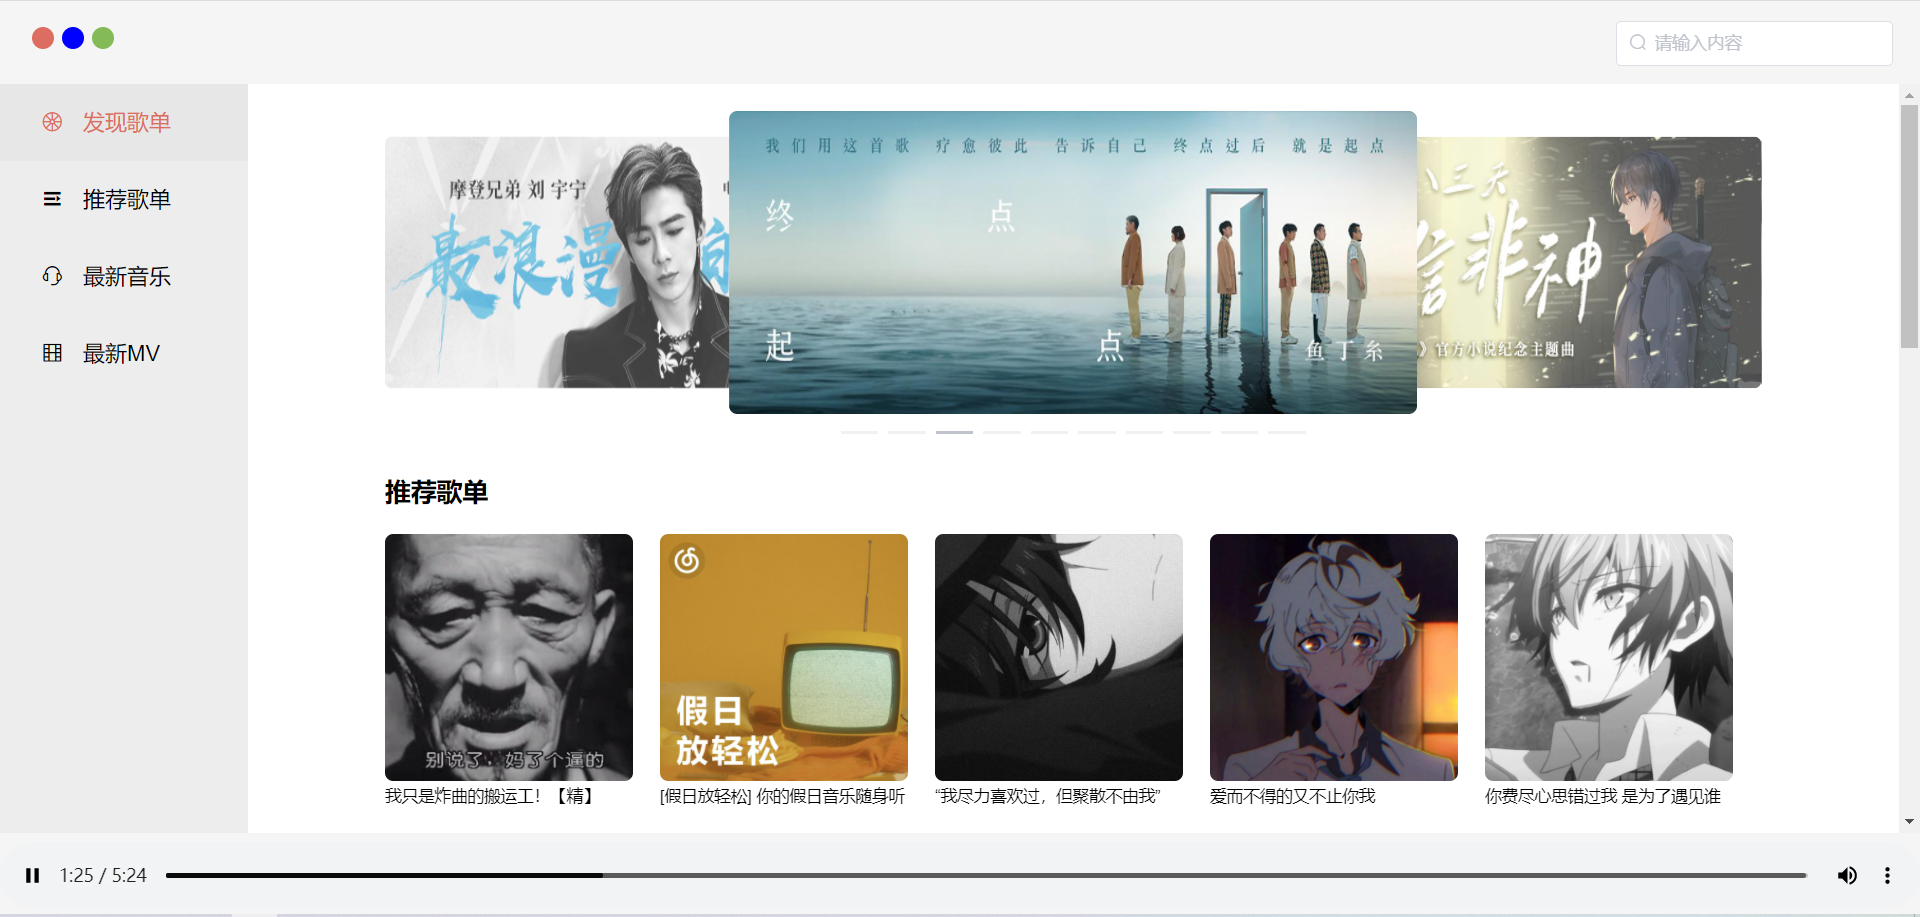 请输入内容
发现歌单
推荐歌单
最新音乐
最新MV
摩登兄弟 刘宇宁
最浪漫
我们用这首歌 疗愈彼此 告诉自己 终点过后 就是起点
终 点
起 点
鱼丁糸
三天
信非神
》官方小说纪念主题曲
推荐歌单
别说了,妈了个逼的
假日
放轻松
我只是炸曲的搬运工!【精】
[假日放轻松] 你的假日音乐随身听
“我尽力喜欢过,但聚散不由我”
爱而不得的又不止你我
你费尽心思错过我 是为了遇见谁
1:25 / 5:24